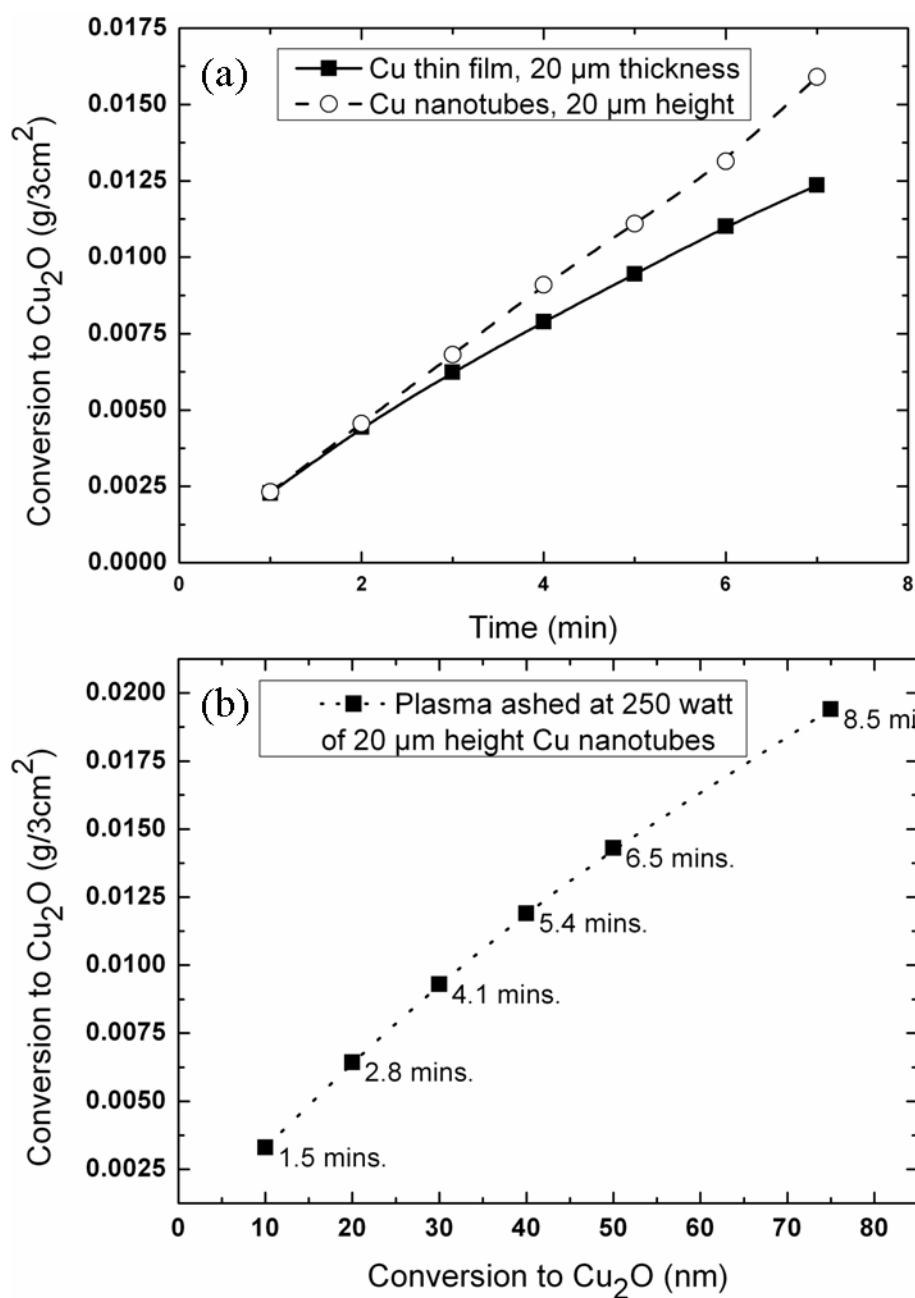 (a)
Cu thin film, 20 µm thickness
Cu nanotubes, 20 µm height
Conversion to Cu₂O (g/3cm²)
0.0175
0.0150
0.0125
0.0100
0.0075
0.0050
0.0025
0.0000
0 2 4 6 8
Time (min)
(b)
Plasma ashed at 250 watt
of 20 µm height Cu nanotubes
Conversion to Cu₂O (g/3cm²)
0.0200
0.0175
0.0150
0.0125
0.0100
0.0075
0.0050
0.0025
8.5 mi
6.5 mins.
5.4 mins.
4.1 mins.
2.8 mins.
1.5 mins.
0 10 20 30 40 50 60 70 80
Conversion to Cu₂O (nm)